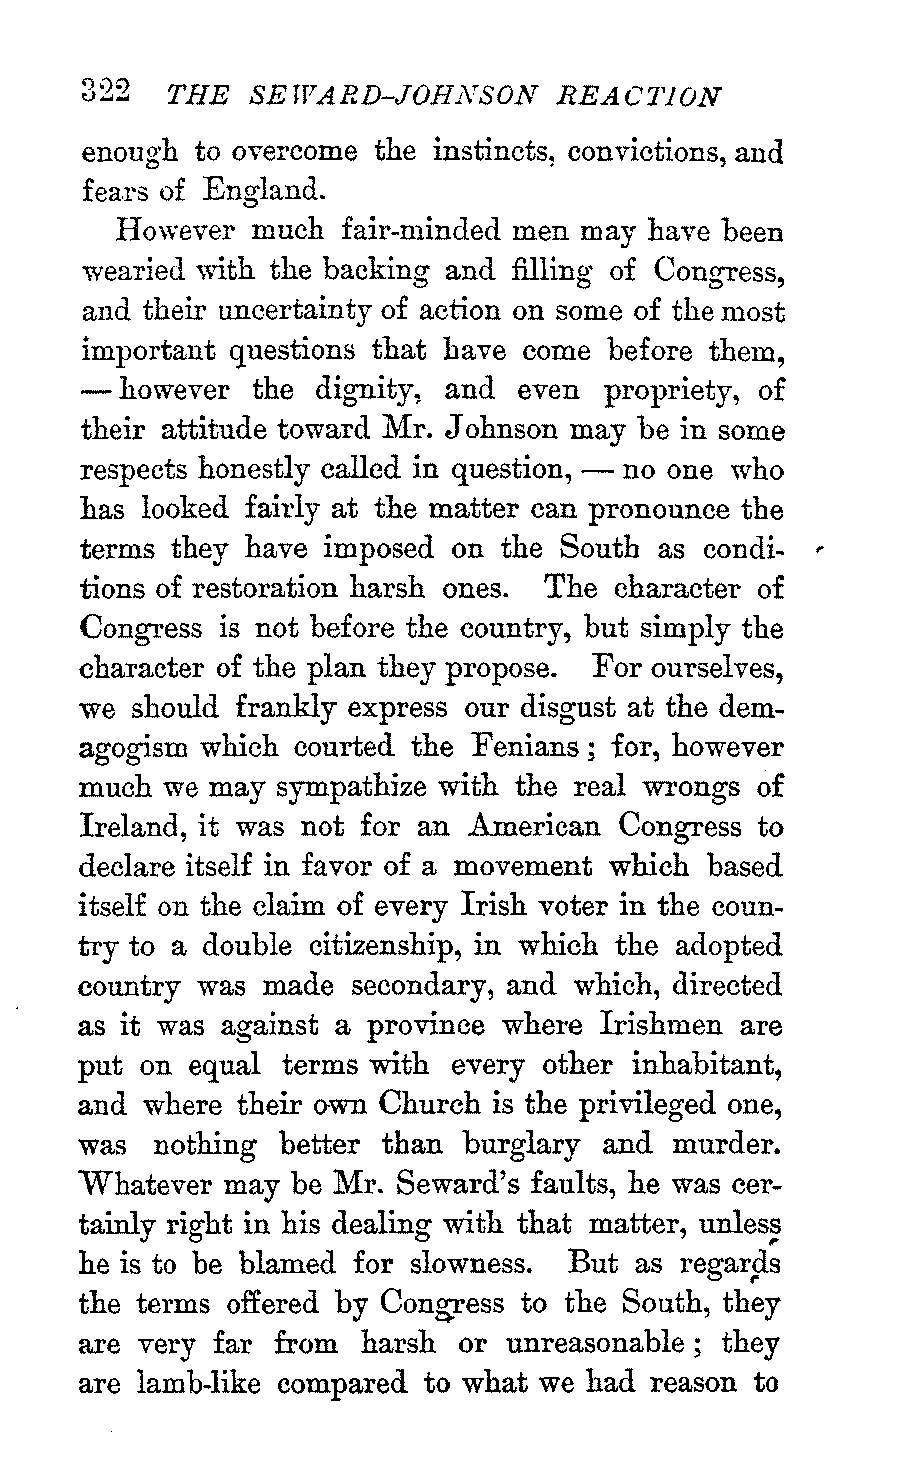 322 THE SEWARD-JOHNSON REACTION
enough to overcome the instincts, convictions, and
fears of England.
However much fair-minded men may have been
wearied with the backing and filling of Congress,
and their uncertainty of action on some of the most
important questions that have come before them,
— however the dignity, and even propriety, of
their attitude toward Mr. Johnson may be in some
respects honestly called in question, — no one who
has looked fairly at the matter can pronounce the
terms they have imposed on the South as condi-
tions of restoration harsh ones. The character of
Congress is not before the country, but simply the
character of the plan they propose. For ourselves,
we should frankly express our disgust at the dem-
agogism which courted the Fenians; for, however
much we may sympathize with the real wrongs of
Ireland, it was not for an American Congress to
declare itself in favor of a movement which based
itself on the claim of every Irish voter in the coun-
try to a double citizenship, in which the adopted
country was made secondary, and which, directed
as it was against a province where Irishmen are
put on equal terms with every other inhabitant,
and where their own Church is the privileged one,
was nothing better than burglary and murder.
Whatever may be Mr. Seward's faults, he was cer-
tainly right in his dealing with that matter, unless
he is to be blamed for slowness. But as regards
the terms offered by Congress to the South, they
are very far from harsh or unreasonable; they
are lamb-like compared to what we had reason to